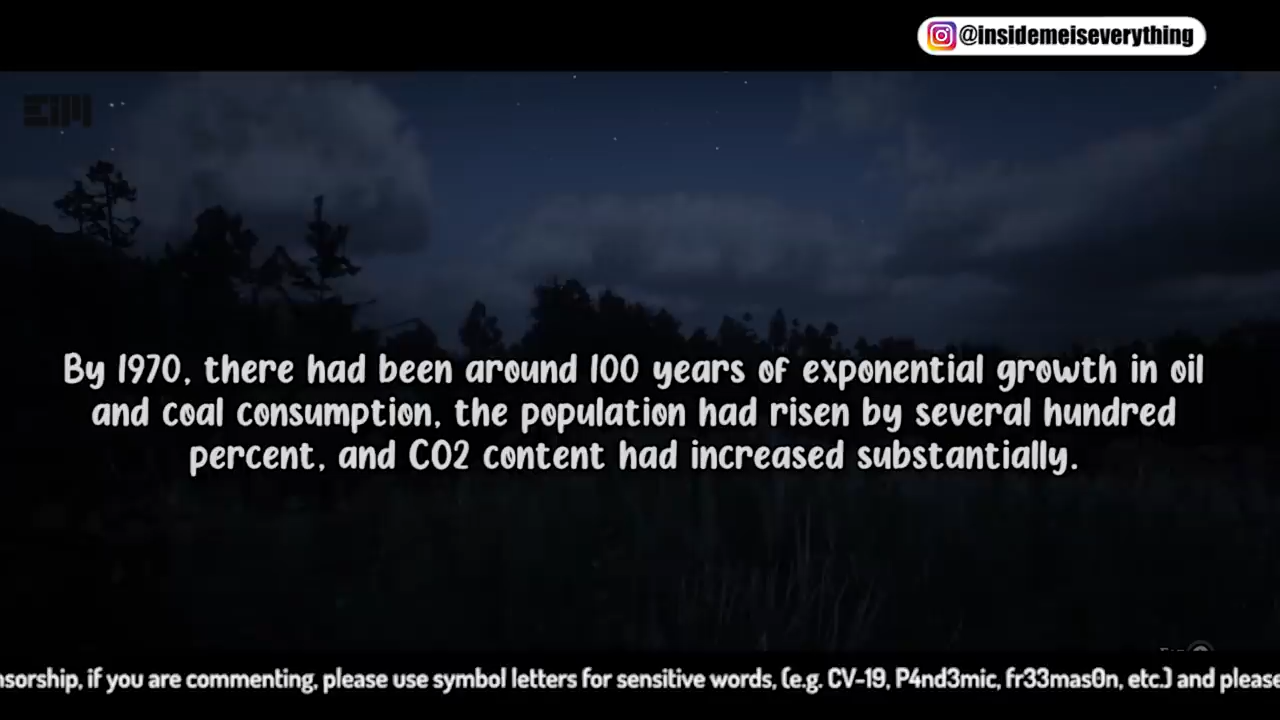 @insidemeiseverything
EIM
By 1970, there had been around 100 years of exponential growth in oil
and coal consumption, the population had risen by several hundred
percent, and CO2 content had increased substantially.
nsorship, if you are commenting, please use symbol letters for sensitive words, (e.g. CV-19, P4nd3mic, fr33mas0n, etc.) and please